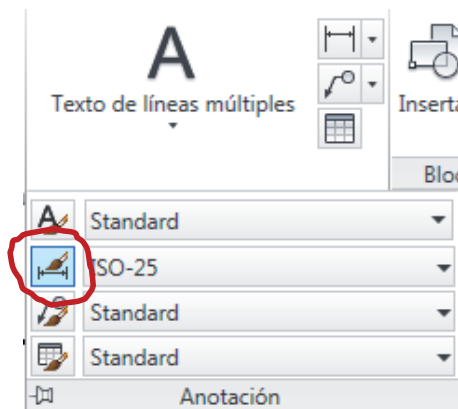 A
Texto de líneas múltiples
Inserta
Bloc
A Standard
ISO-25
Standard
Standard
Anotación